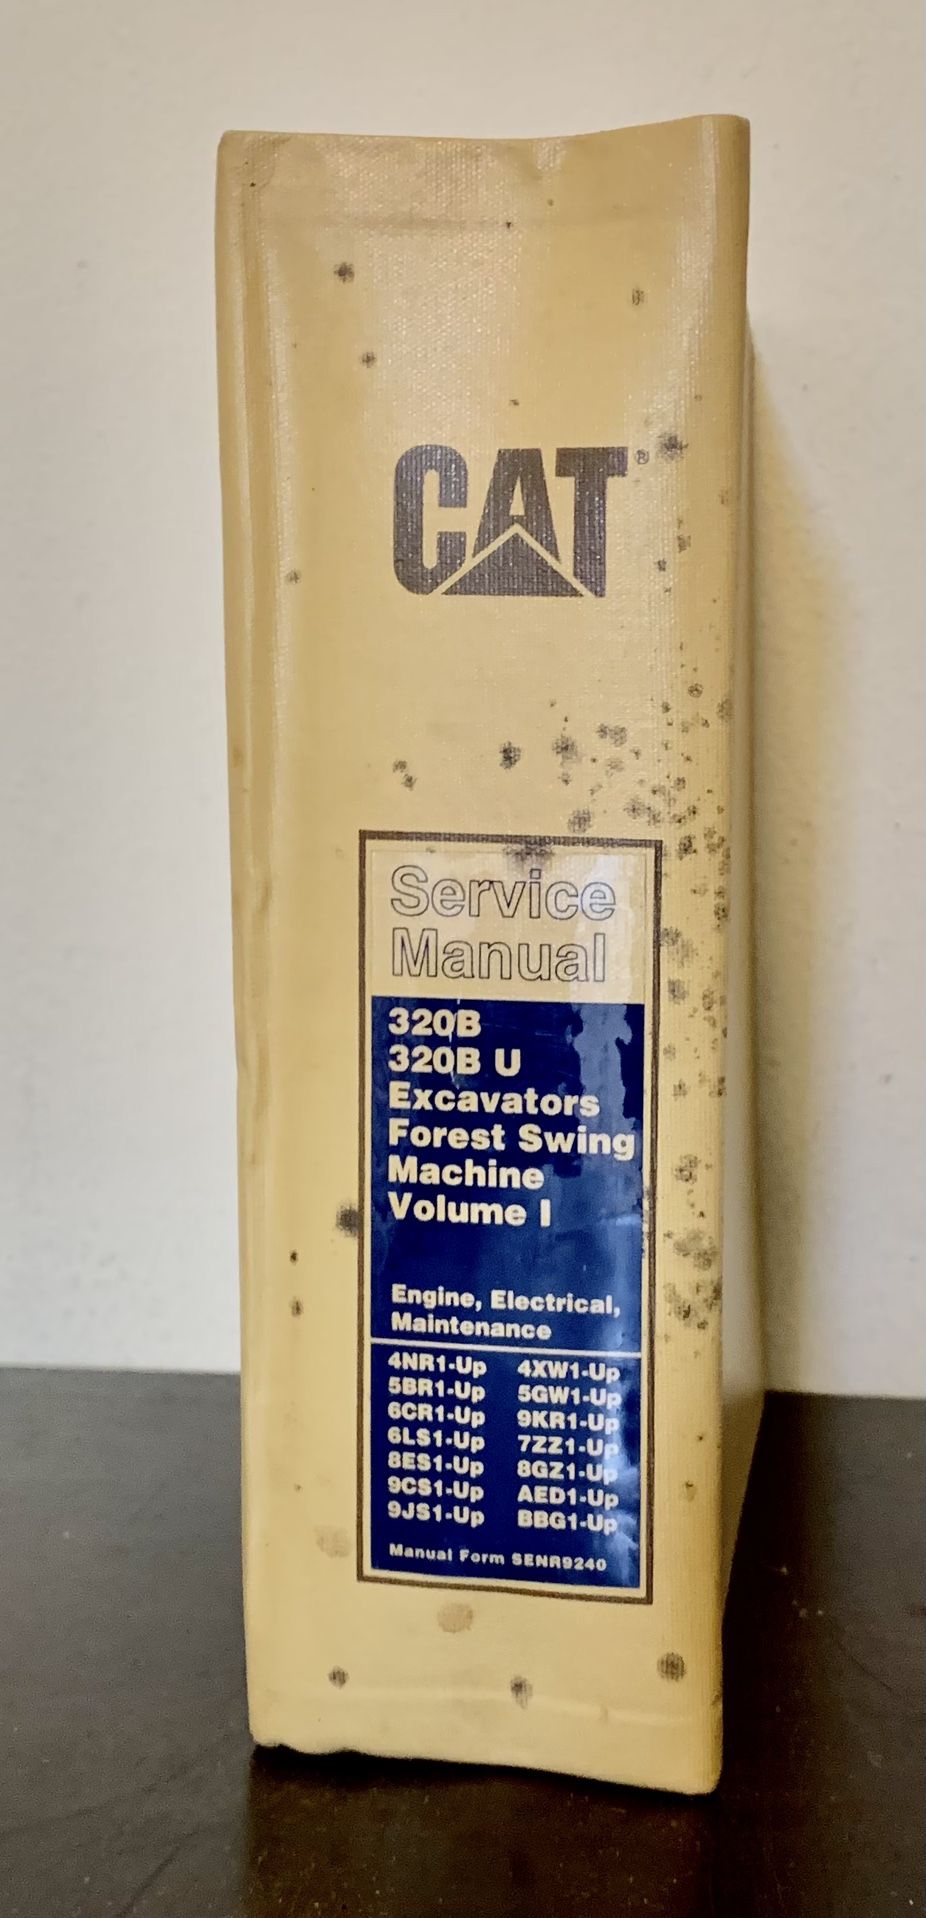 CAT®
Service
Manual
320B
320B U
Excavators
Forest Swing
Machine
Volume I
Engine, Electrical,
Maintenance
4NR1-Up 4XW1-Up
5BR1-Up 5GW1-Up
6CR1-Up 9KR1-Up
6LS1-Up 7ZZ1-Up
8ES1-Up 8GZ1-Up
9CS1-Up AED1-Up
9JS1-Up BBG1-Up
Manual Form SENR9240